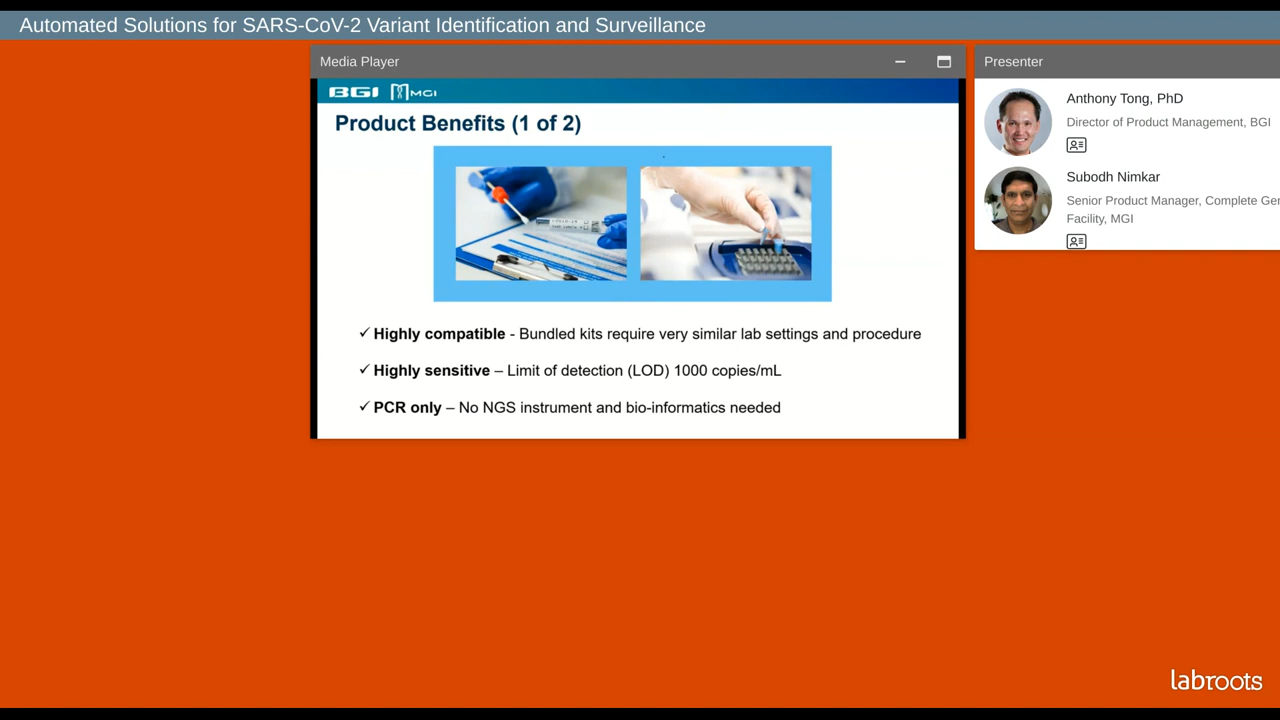 Automated Solutions for SARS-CoV-2 Variant Identification and Surveillance
Media Player
BGI MGI
Product Benefits (1 of 2)
✓ Highly compatible - Bundled kits require very similar lab settings and procedure
✓ Highly sensitive – Limit of detection (LOD) 1000 copies/mL
✓ PCR only – No NGS instrument and bio-informatics needed
Presenter
Anthony Tong, PhD
Director of Product Management, BGI
Subodh Nimkar
Senior Product Manager, Complete Ge
Facility, MGI
labroots